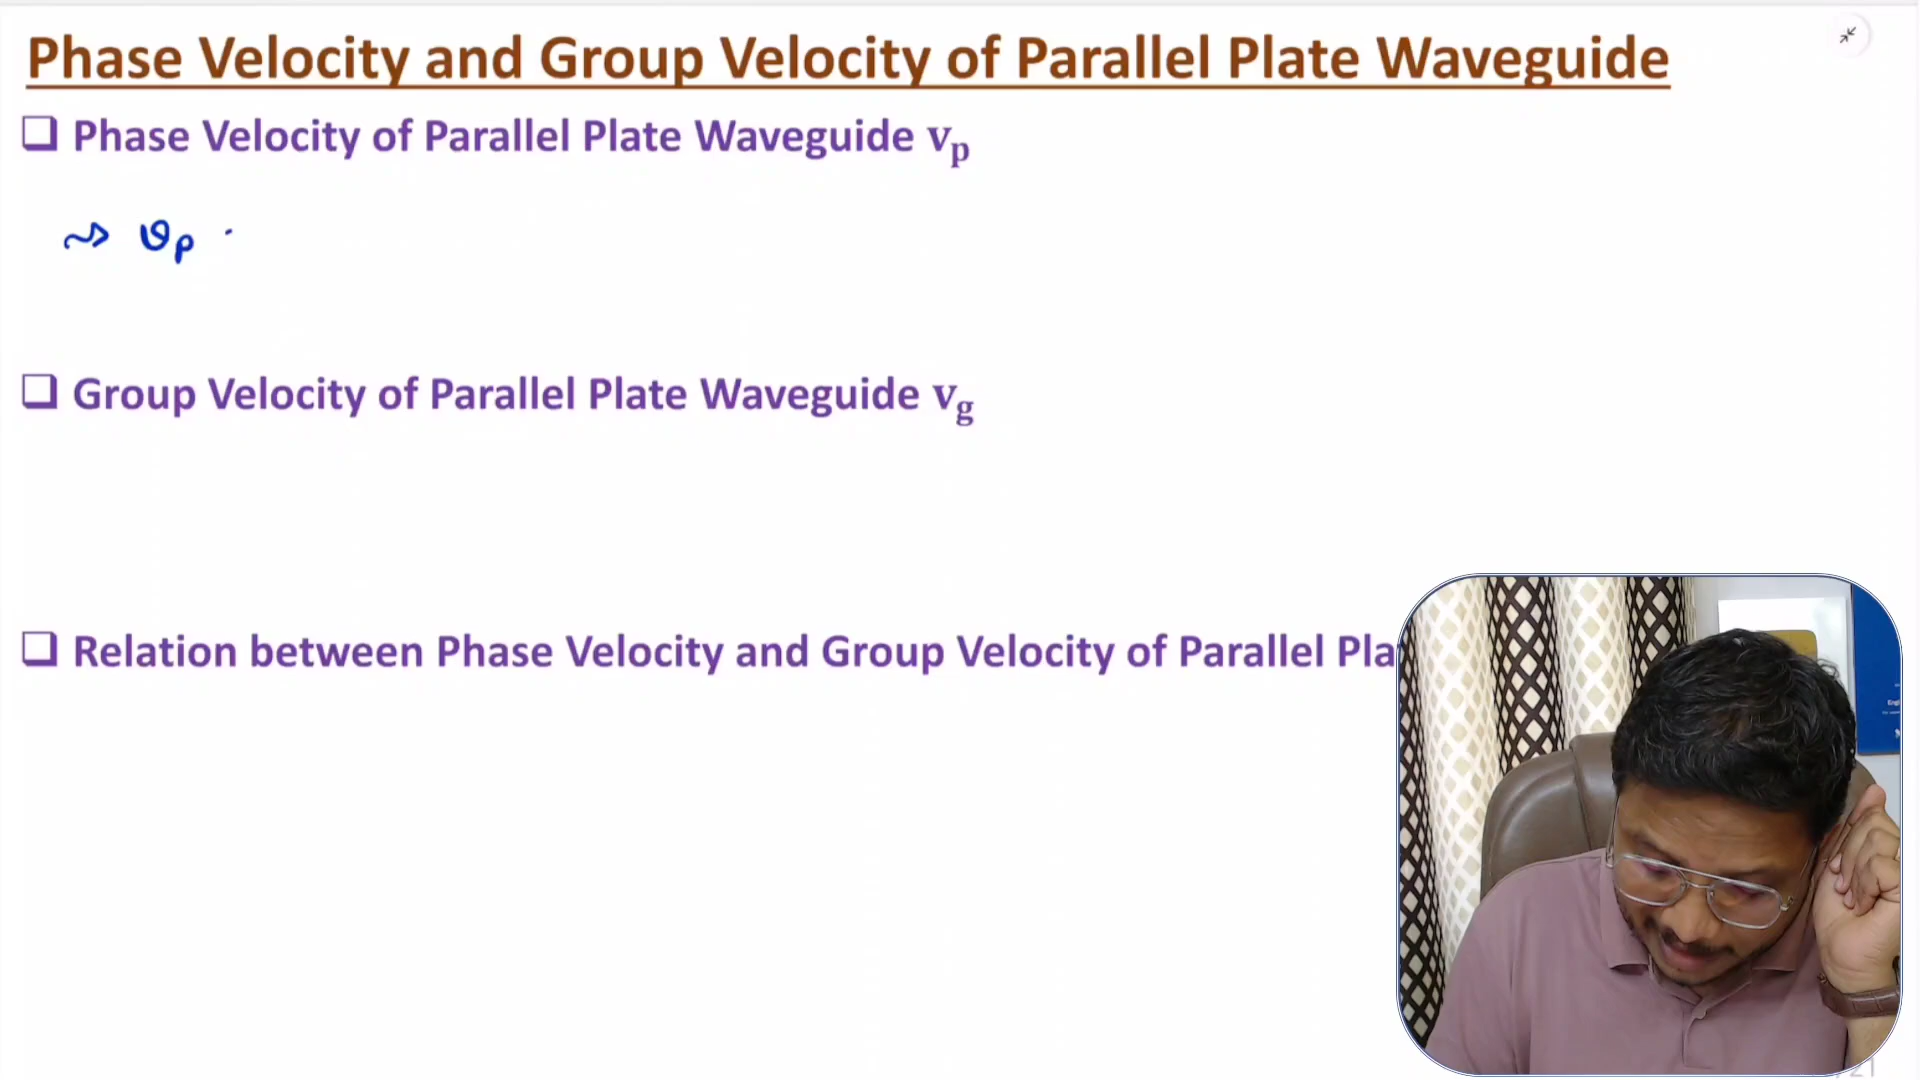 Phase Velocity and Group Velocity of Parallel Plate Waveguide
❑ Phase Velocity of Parallel Plate Waveguide vₚ
⇝ vₚ
❑ Group Velocity of Parallel Plate Waveguide v_g
❑ Relation between Phase Velocity and Group Velocity of Parallel Pla